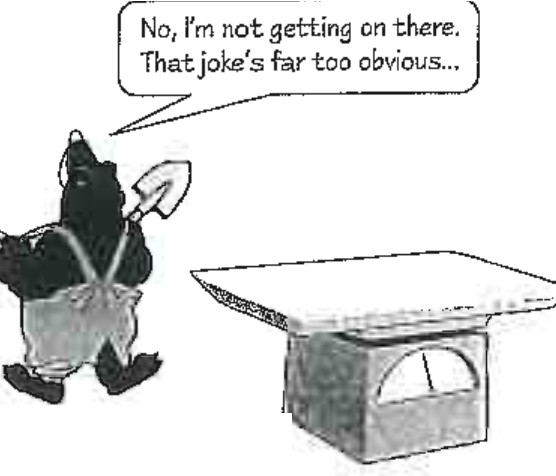 No, I'm not getting on there.
That joke's far too obvious...